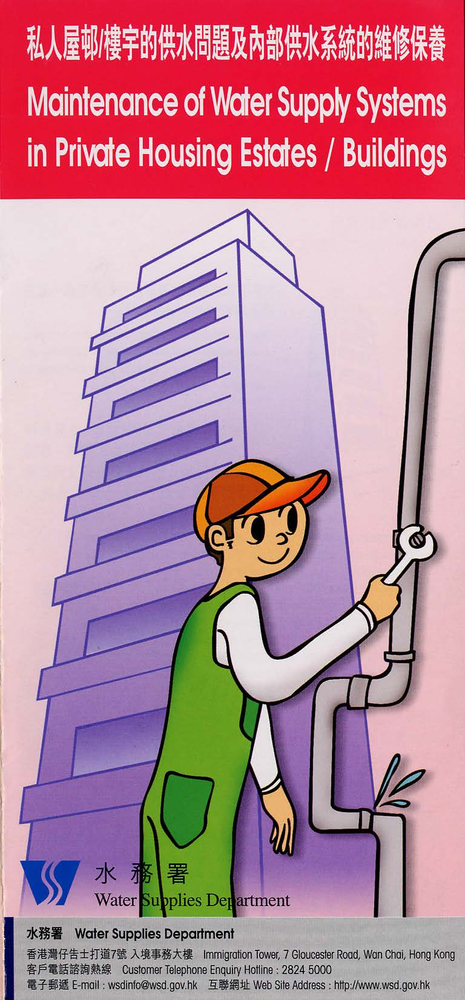 私人屋邨/樓宇的供水問題及內部供水系統的維修保養
Maintenance of Water Supply Systems
in Private Housing Estates / Buildings
水務署
Water Supplies Department
水務署 Water Supplies Department
香港灣仔告士打道7號 入境事務大樓 Immigration Tower, 7 Gloucester Road, Wan Chai, Hong Kong
客戶電話諮詢熱線 Customer Telephone Enquiry Hotline : 2824 5000
電子郵遞 E-mail : wsdinfo@wsd.gov.hk 互聯網址 Web Site Address : http://www.wsd.gov.hk